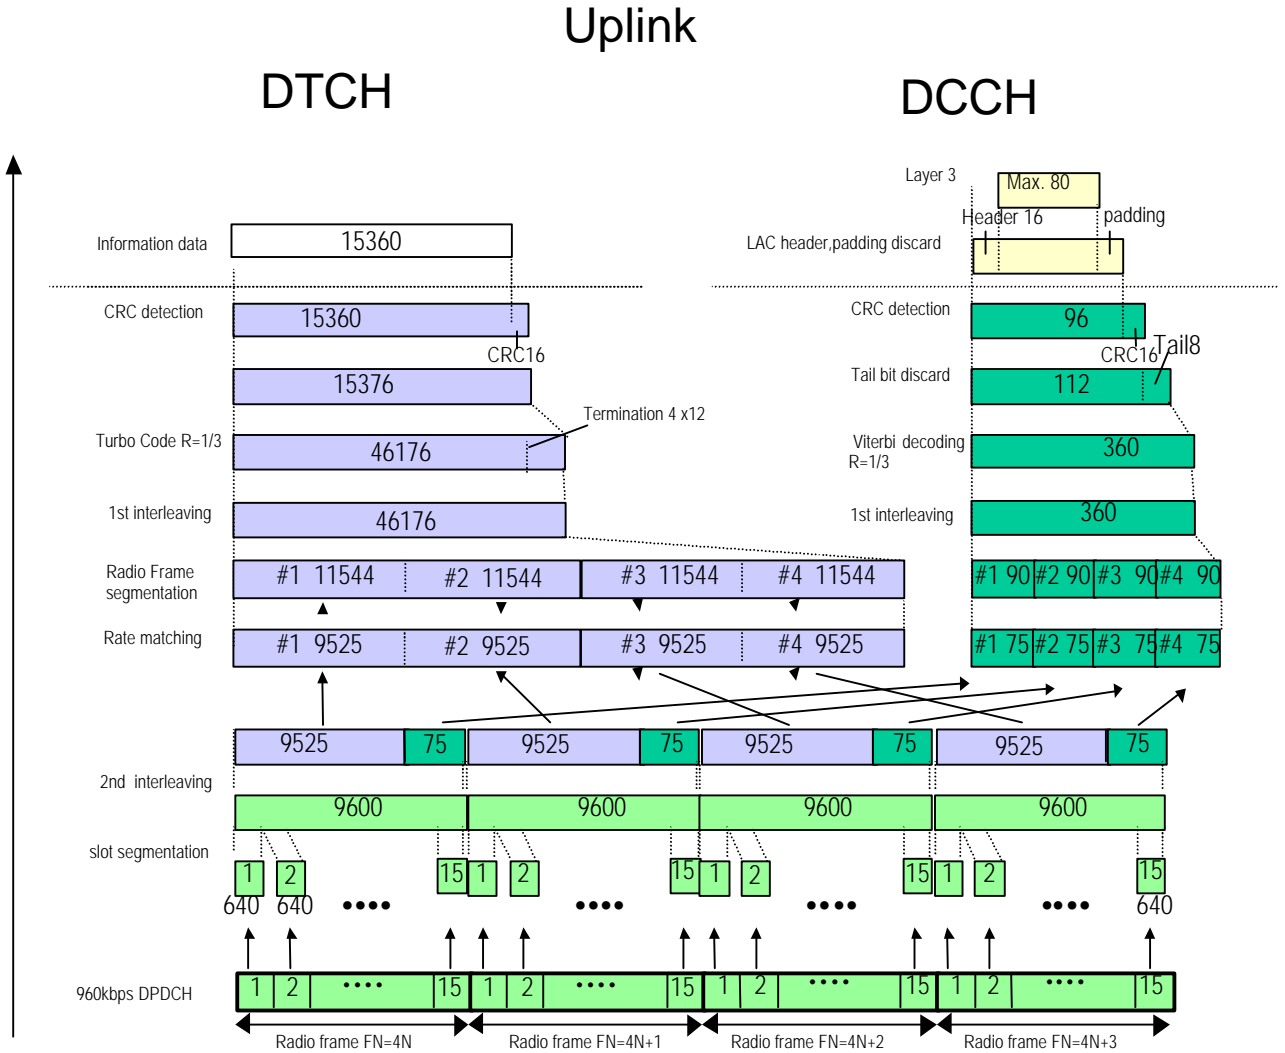 Uplink
DTCH
DCCH
Layer 3
Max. 80
Header 16
padding
Information data
15360
LAC header,padding discard
CRC detection
15360
CRC16
CRC detection
96
CRC16
Tail8
15376
Tail bit discard
112
Termination 4 x12
Turbo Code R=1/3
46176
Viterbi decoding
R=1/3
360
1st interleaving
46176
1st interleaving
360
Radio Frame
segmentation
#1 11544 #2 11544 #3 11544 #4 11544
#1 90 #2 90 #3 90 #4 90
Rate matching
#1 9525 #2 9525 #3 9525 #4 9525
#1 75 #2 75 #3 75 #4 75
9525 75 9525 75 9525 75 9525 75
2nd interleaving
9600 9600 9600 9600
slot segmentation
1 2 15 1 2 15 1 2 15 1 2 15
640 640 •••• •••• •••• •••• 640
960kbps DPDCH
1 2 •••• 15 1 2 •••• 15 1 2 •••• 15 1 2 •••• 15
Radio frame FN=4N Radio frame FN=4N+1 Radio frame FN=4N+2 Radio frame FN=4N+3